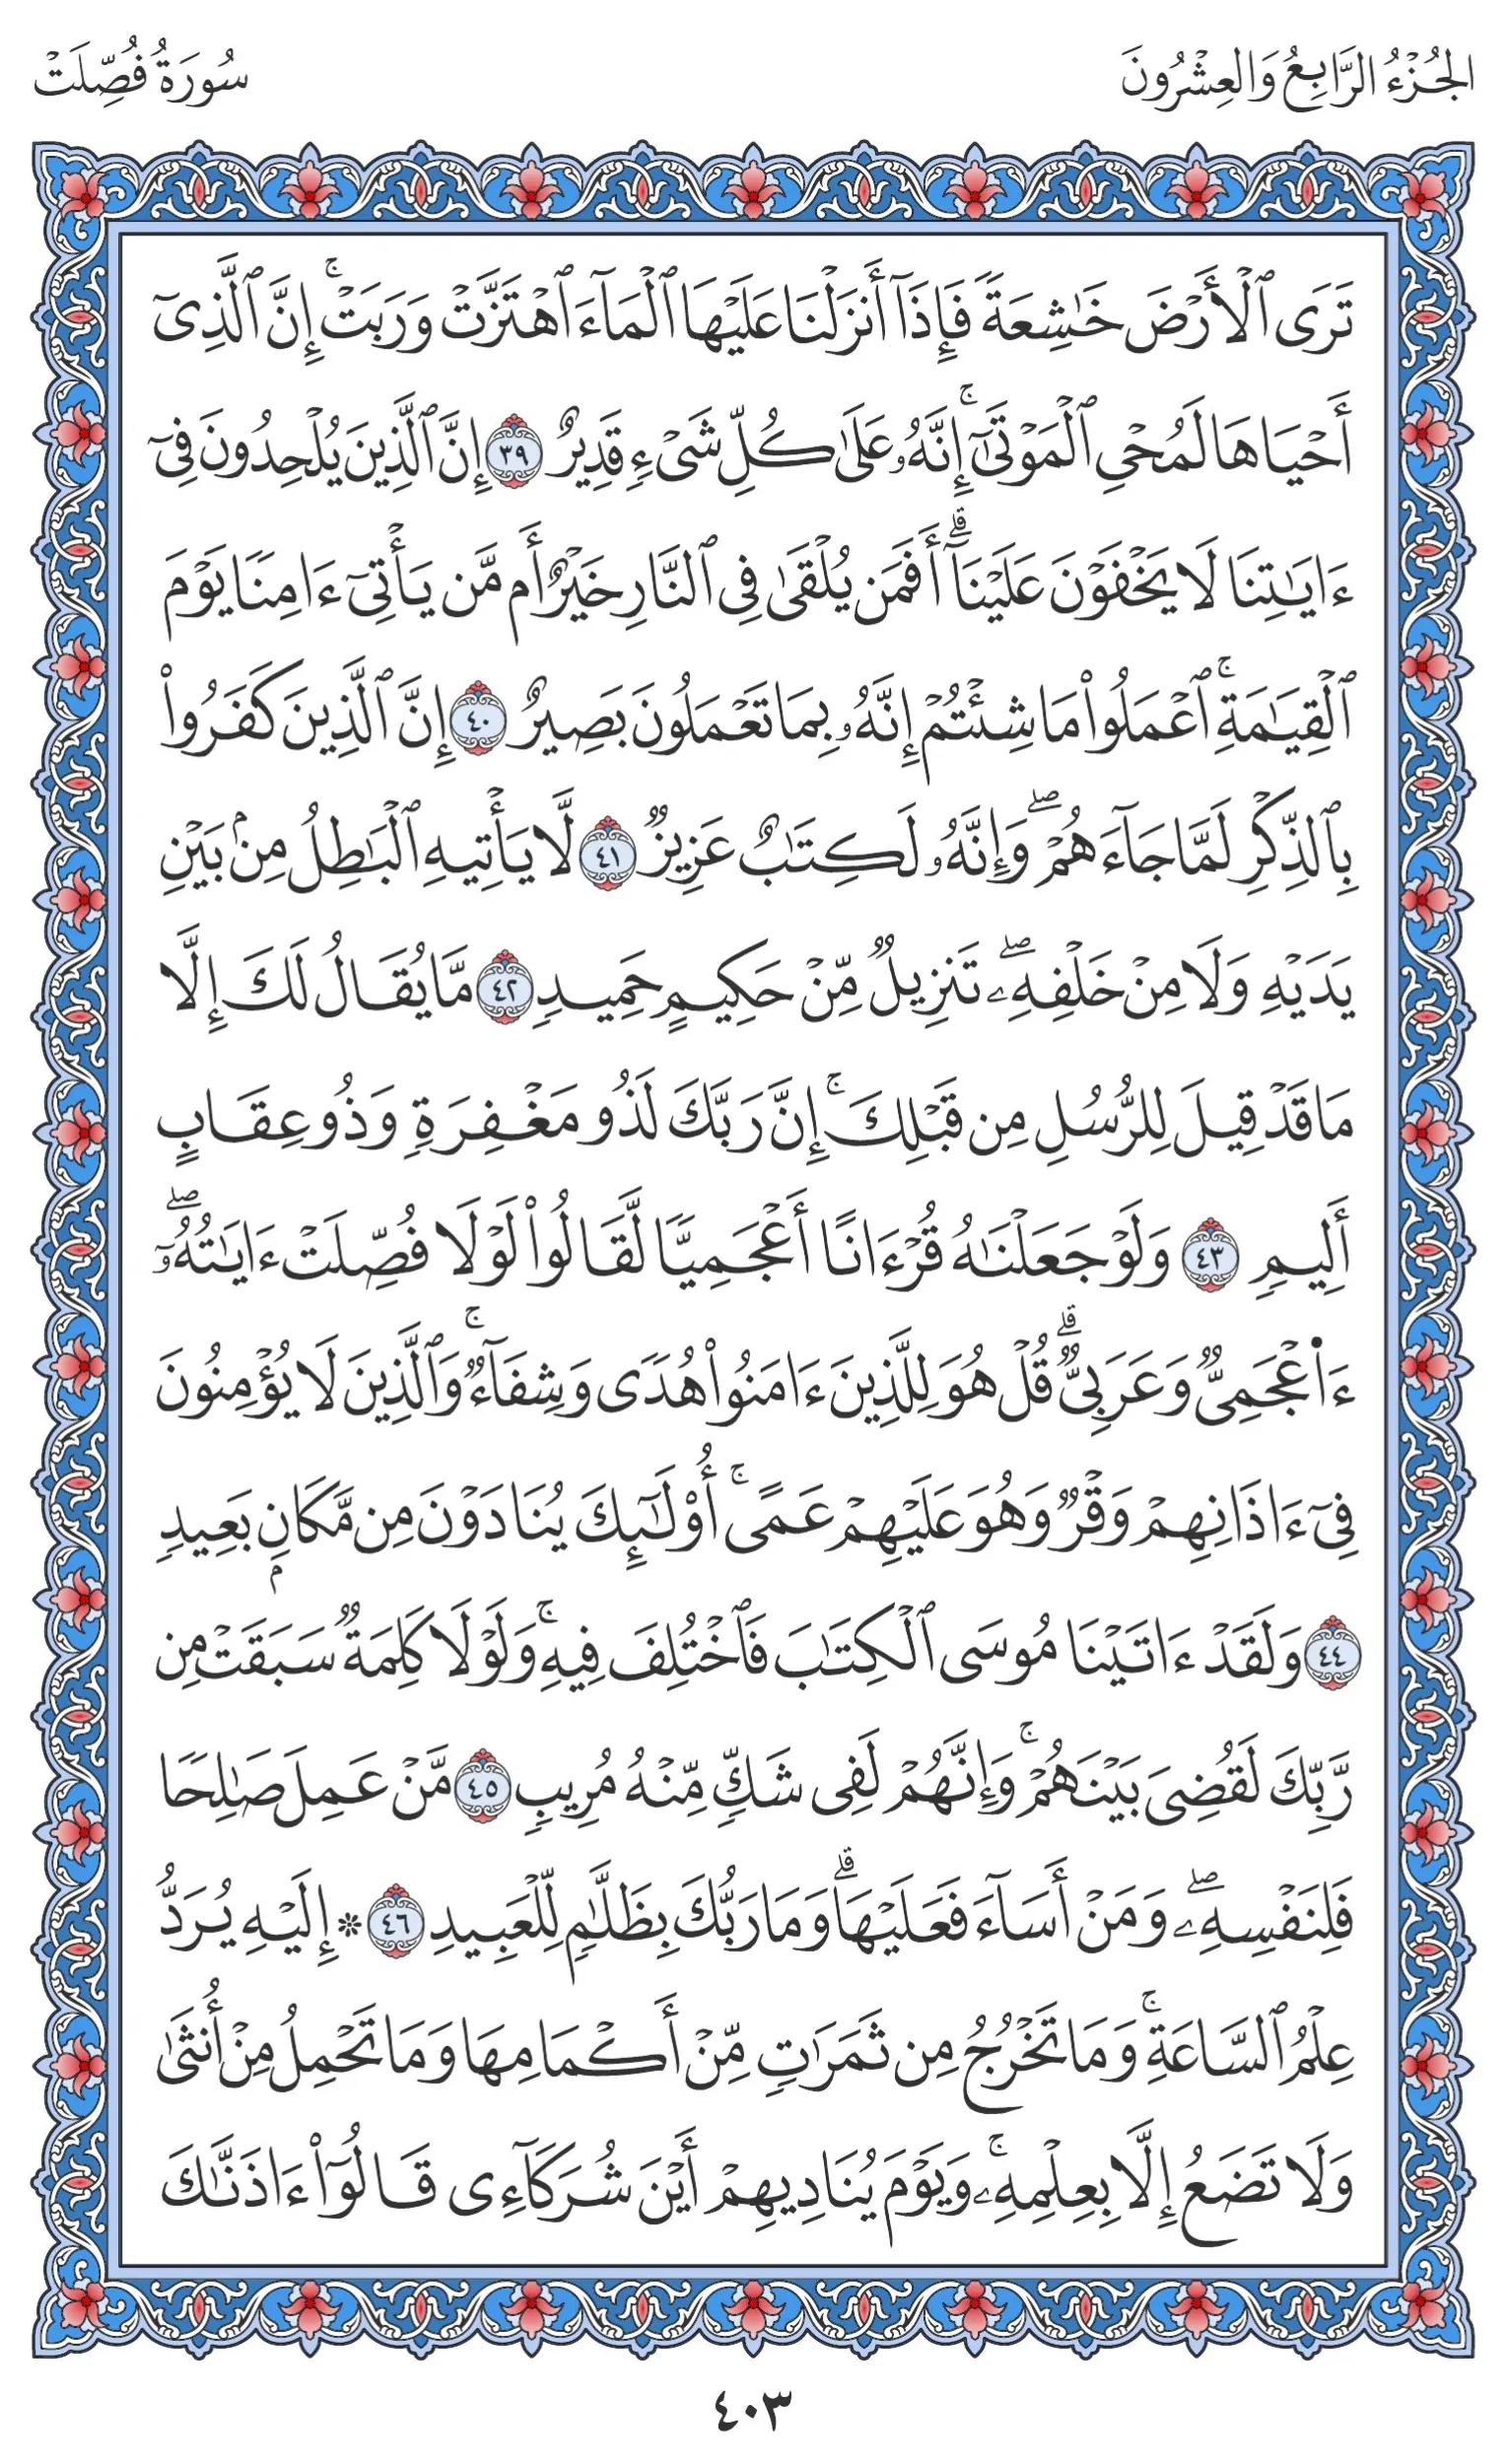 الجُزْءُ الرَّابِعُ وَالعِشْرُونَ
سُورَةُ فُصِّلَتْ
تَرَى ٱلْأَرْضَ خَٰشِعَةً فَإِذَآ أَنزَلْنَا عَلَيْهَا ٱلْمَآءَ ٱهْتَزَّتْ وَرَبَتْۚ إِنَّ ٱلَّذِىٓ
أَحْيَاهَا لَمُحْىِ ٱلْمَوْتَىٰٓۚ إِنَّهُۥ عَلَىٰ كُلِّ شَىْءٍ قَدِيرٌ ٣٩ إِنَّ ٱلَّذِينَ يُلْحِدُونَ فِىٓ
ءَايَٰتِنَا لَا يَخْفَوْنَ عَلَيْنَآۗ أَفَمَن يُلْقَىٰ فِى ٱلنَّارِ خَيْرٌ أَم مَّن يَأْتِىٓ ءَامِنًا يَوْمَ
ٱلْقِيَٰمَةِۚ ٱعْمَلُوا۟ مَا شِئْتُمْ إِنَّهُۥ بِمَا تَعْمَلُونَ بَصِيرٌ ٤٠ إِنَّ ٱلَّذِينَ كَفَرُوا۟
بِٱلذِّكْرِ لَمَّا جَآءَهُمْۖ وَإِنَّهُۥ لَكِتَٰبٌ عَزِيزٌ ٤١ لَّا يَأْتِيهِ ٱلْبَٰطِلُ مِنۢ بَيْنِ
يَدَيْهِ وَلَا مِنْ خَلْفِهِۦۖ تَنزِيلٌ مِّنْ حَكِيمٍ حَمِيدٍ ٤٢ مَّا يُقَالُ لَكَ إِلَّا
مَا قَدْ قِيلَ لِلرُّسُلِ مِن قَبْلِكَۚ إِنَّ رَبَّكَ لَذُو مَغْفِرَةٍ وَذُو عِقَابٍ
أَلِيمٍ ٤٣ وَلَوْ جَعَلْنَٰهُ قُرْءَانًا أَعْجَمِيًّا لَّقَالُوا۟ لَوْلَا فُصِّلَتْ ءَايَٰتُهُۥٓۖ
ءَا۬عْجَمِىٌّ وَعَرَبِىٌّۗ قُلْ هُوَ لِلَّذِينَ ءَامَنُوا۟ هُدًى وَشِفَآءٌۚ وَٱلَّذِينَ لَا يُؤْمِنُونَ
فِىٓ ءَاذَانِهِمْ وَقْرٌ وَهُوَ عَلَيْهِمْ عَمًىۚ أُو۟لَٰٓئِكَ يُنَادَوْنَ مِن مَّكَانٍۭ بَعِيدٍ
٤٤ وَلَقَدْ ءَاتَيْنَا مُوسَى ٱلْكِتَٰبَ فَٱخْتُلِفَ فِيهِۚ وَلَوْلَا كَلِمَةٌ سَبَقَتْ مِن
رَّبِّكَ لَقُضِىَ بَيْنَهُمْۚ وَإِنَّهُمْ لَفِى شَكٍّ مِّنْهُ مُرِيبٍ ٤٥ مَّنْ عَمِلَ صَٰلِحًا
فَلِنَفْسِهِۦۖ وَمَنْ أَسَآءَ فَعَلَيْهَاۗ وَمَا رَبُّكَ بِظَلَّٰمٍ لِّلْعَبِيدِ ٤٦ ۞ إِلَيْهِ يُرَدُّ
عِلْمُ ٱلسَّاعَةِۚ وَمَا تَخْرُجُ مِن ثَمَرَٰتٍ مِّنْ أَكْمَامِهَا وَمَا تَحْمِلُ مِنْ أُنثَىٰ
وَلَا تَضَعُ إِلَّا بِعِلْمِهِۦۚ وَيَوْمَ يُنَادِيهِمْ أَيْنَ شُرَكَآءِى قَالُوٓا۟ ءَاذَنَّٰكَ
٤٠٣